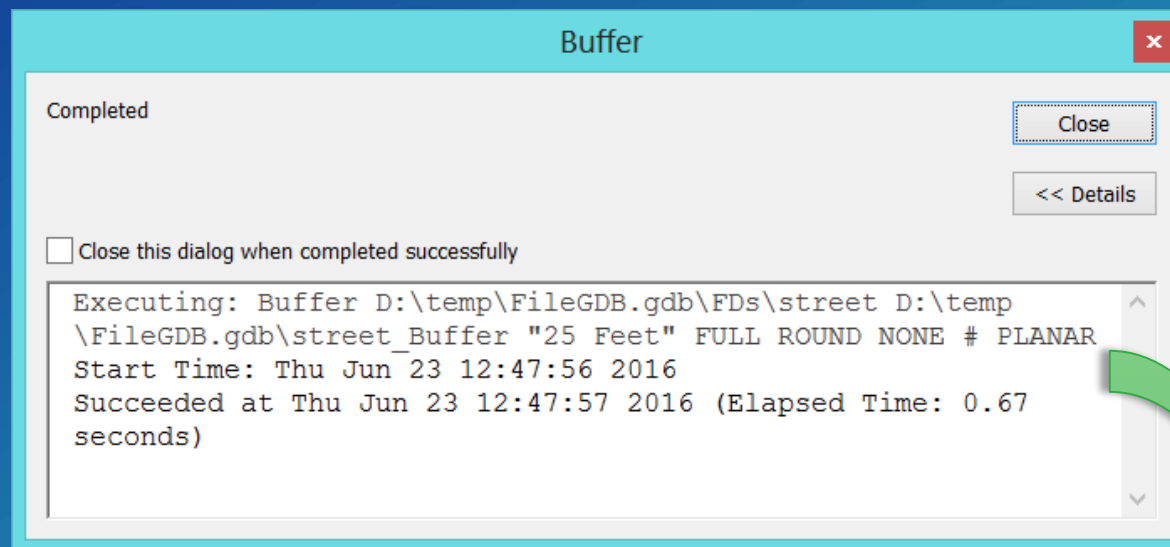 Buffer
x
Completed
Close
<< Details
Close this dialog when completed successfully
Executing: Buffer D:\temp\FileGDB.gdb\FDs\street D:\temp
\FileGDB.gdb\street_Buffer "25 Feet" FULL ROUND NONE # PLANAR
Start Time: Thu Jun 23 12:47:56 2016
Succeeded at Thu Jun 23 12:47:57 2016 (Elapsed Time: 0.67
seconds)